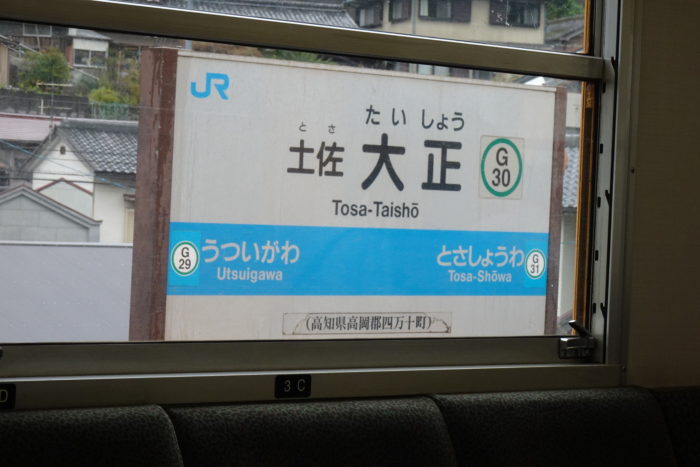 JR
とさ たいしょう
土佐 大正
G
30
Tosa-Taishō
G
29
うついがわ
Utsuigawa
とさしょうわ
Tosa-Shōwa
G
31
(高知県高岡郡四万十町)
D
3 C